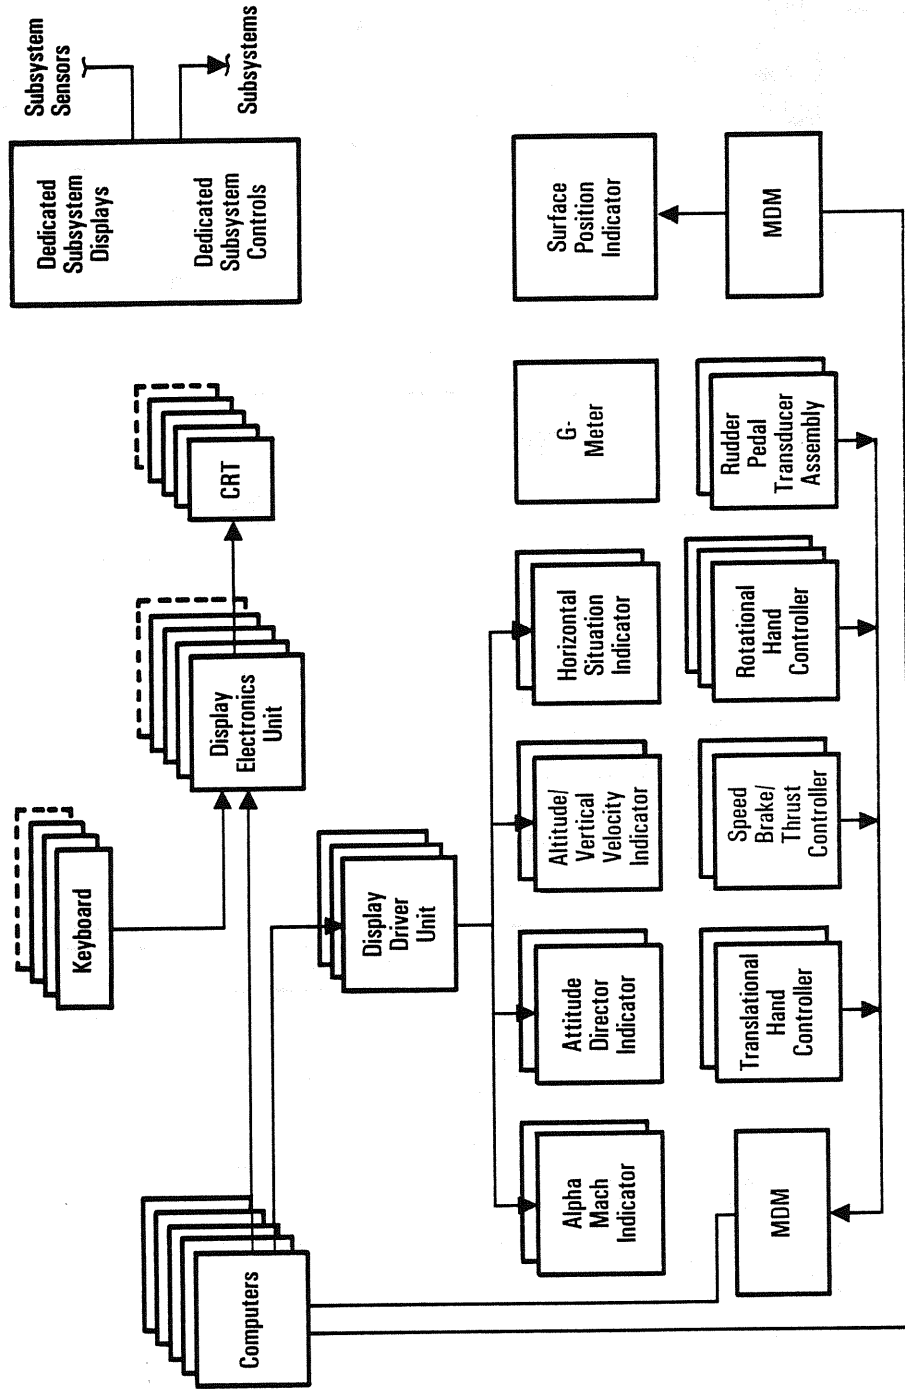 Keyboard
Computers
Display
Electronics
Unit
CRT
Dedicated
Subsystem
Displays
Dedicated
Subsystem
Controls
Subsystem
Sensors
Subsystems
Display
Driver
Unit
Alpha
Mach
Indicator
Attitude
Director
Indicator
Altitude/
Vertical
Velocity
Indicator
Horizontal
Situation
Indicator
G-
Meter
Surface
Position
Indicator
MDM
Translational
Hand
Controller
Speed
Brake/
Thrust
Controller
Rotational
Hand
Controller
Rudder
Pedal
Transducer
Assembly
MDM